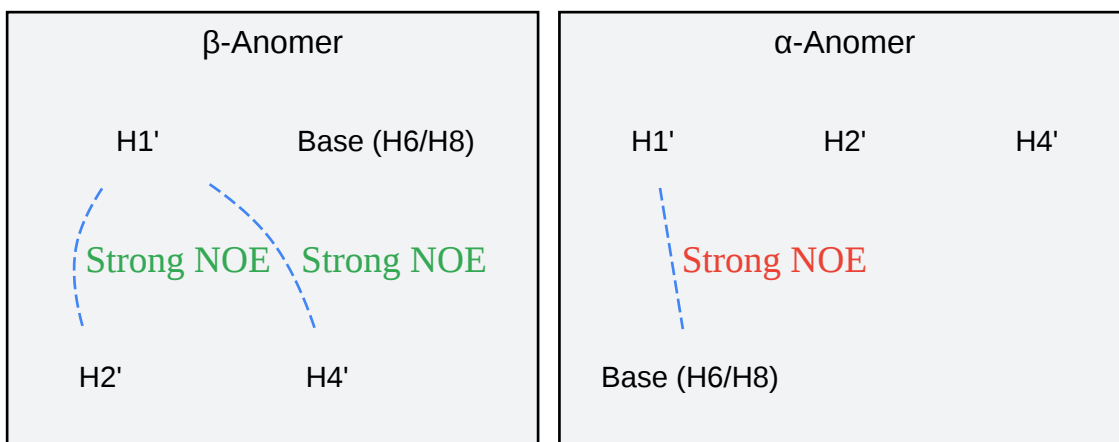 β-Anomer
H1'
Base (H6/H8)
Strong NOE
Strong NOE
H2'
H4'
α-Anomer
H1'
H2'
H4'
Strong NOE
Base (H6/H8)